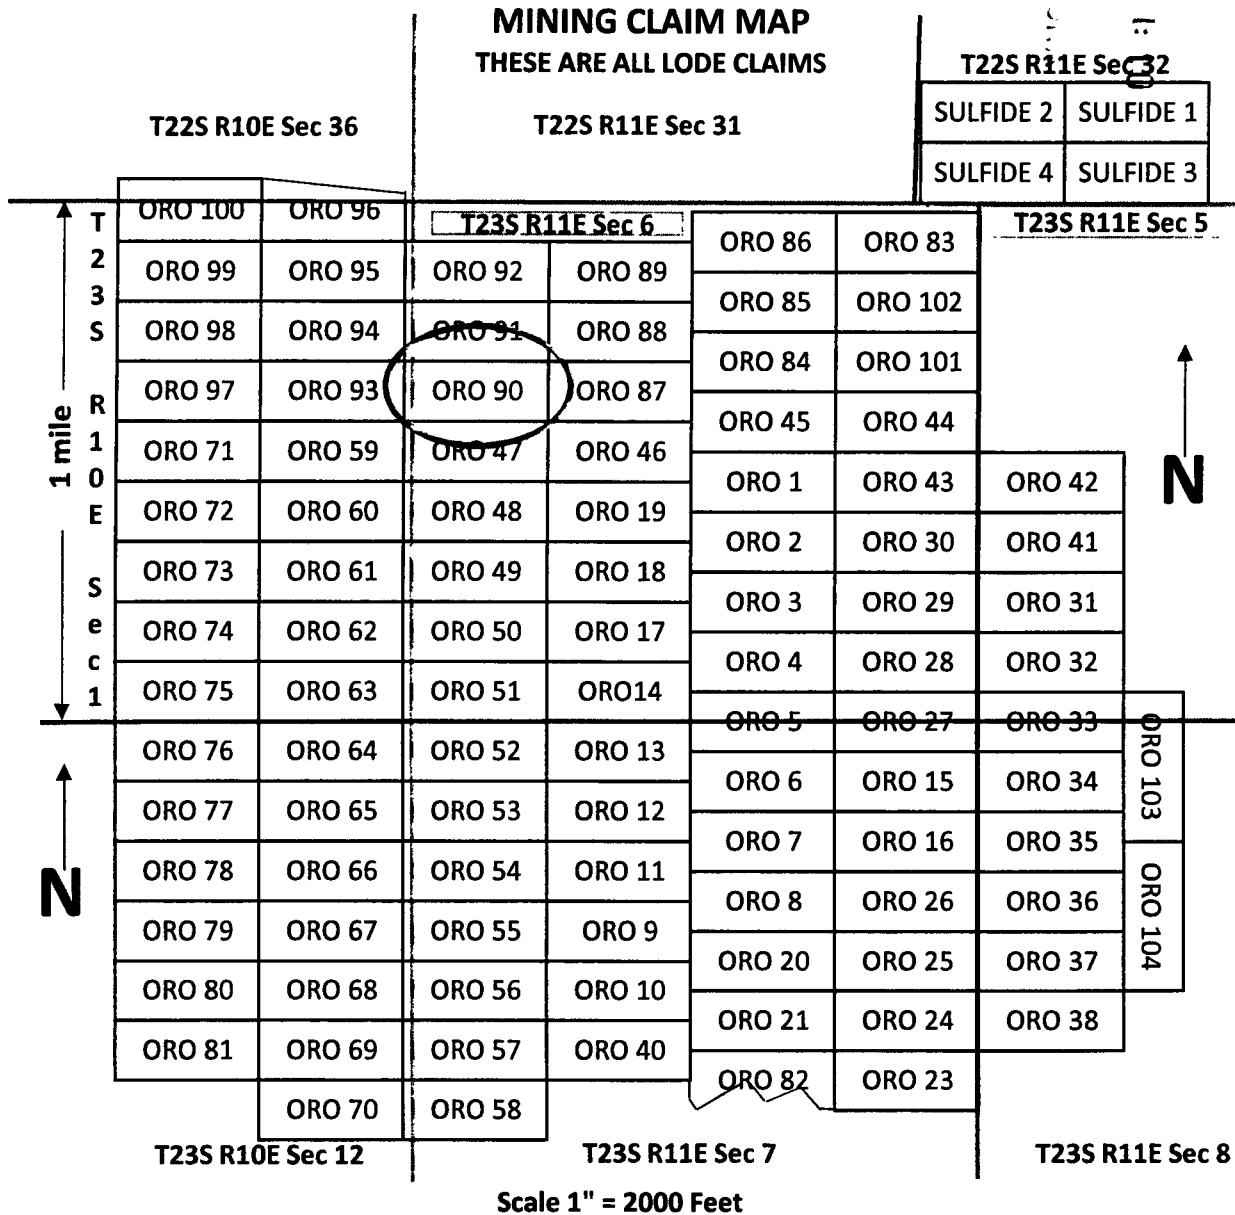 MINING CLAIM MAP
THESE ARE ALL LODE CLAIMS
T22S R11E Sec 32
SULFIDE 2 SULFIDE 1
T22S R10E Sec 36 T22S R11E Sec 31
SULFIDE 4 SULFIDE 3
T23S R10E Sec 1
1 mile
ORO 100 ORO 96 T23S R11E Sec 6 ORO 86 ORO 83 T23S R11E Sec 5
ORO 99 ORO 95 ORO 92 ORO 89 ORO 85 ORO 102
ORO 98 ORO 94 ORO 91 ORO 88 ORO 84 ORO 101
ORO 97 ORO 93 ORO 90 ORO 87 ORO 45 ORO 44
ORO 71 ORO 59 ORO 47 ORO 46 ORO 1 ORO 43 ORO 42
N
ORO 72 ORO 60 ORO 48 ORO 19 ORO 2 ORO 30 ORO 41
ORO 73 ORO 61 ORO 49 ORO 18 ORO 3 ORO 29 ORO 31
ORO 74 ORO 62 ORO 50 ORO 17 ORO 4 ORO 28 ORO 32
ORO 75 ORO 63 ORO 51 ORO14 ORO 5 ORO 27 ORO 33
ORO 103
ORO 76 ORO 64 ORO 52 ORO 13 ORO 6 ORO 15 ORO 34
ORO 77 ORO 65 ORO 53 ORO 12 ORO 7 ORO 16 ORO 35
N
ORO 78 ORO 66 ORO 54 ORO 11 ORO 8 ORO 26 ORO 36
ORO 104
ORO 79 ORO 67 ORO 55 ORO 9 ORO 20 ORO 25 ORO 37
ORO 80 ORO 68 ORO 56 ORO 10 ORO 21 ORO 24 ORO 38
ORO 81 ORO 69 ORO 57 ORO 40 ORO 82 ORO 23
ORO 70 ORO 58
T23S R10E Sec 12 T23S R11E Sec 7 T23S R11E Sec 8
Scale 1" = 2000 Feet